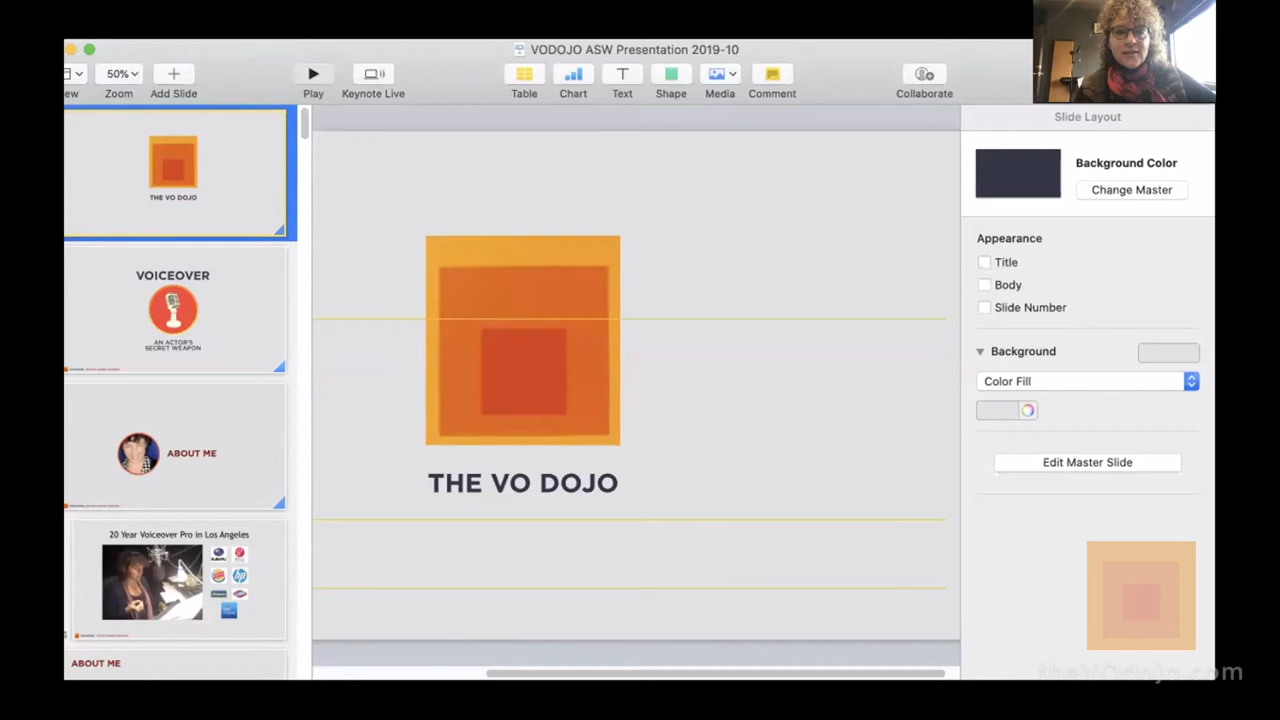 VODOJO ASW Presentation 2019-10
ew
50%
Zoom
Add Slide
Play
Keynote Live
Table
Chart
Text
Shape
Media
Comment
Collaborate
THE VO DOJO
VOICEOVER
AN ACTOR'S
SECRET WEAPON
ABOUT ME
20 Year Voiceover Pro in Los Angeles
ABOUT ME
THE VO DOJO
Slide Layout
Background Color
Change Master
Appearance
Title
Body
Slide Number
Background
Color Fill
Edit Master Slide
theVOdojo.com